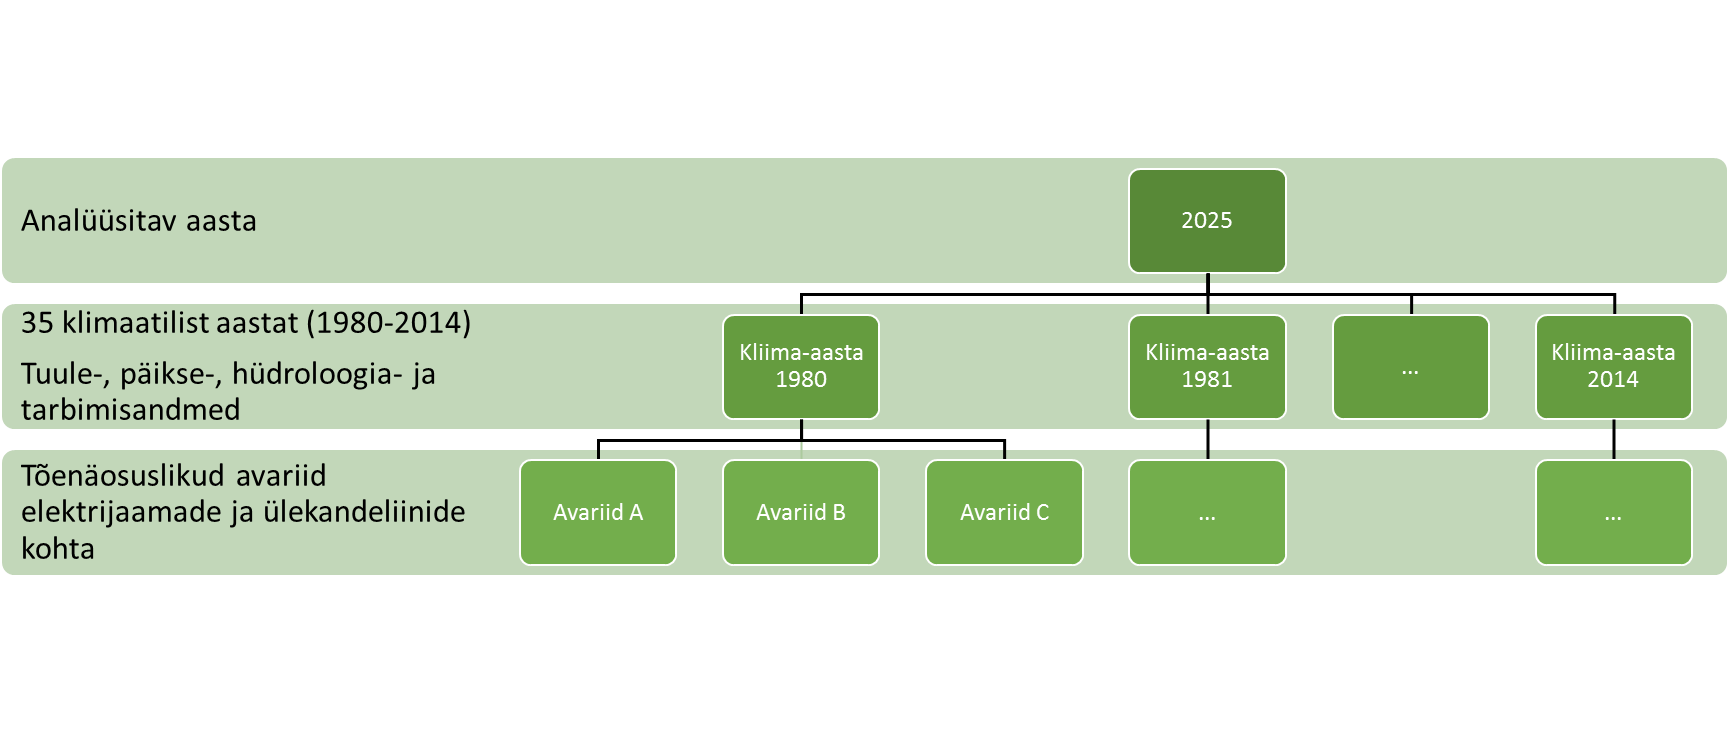 Analüüsitav aasta
2025
35 klimaatilist aastat (1980-2014)
Tuule-, päikse-, hüdroloogia- ja
tarbimisandmed
Kliima-aasta
1980
Kliima-aasta
1981
...
Kliima-aasta
2014
Tõenäosuslikud avariid
elektrijaamade ja ülekandeliinide
kohta
Avariid A
Avariid B
Avariid C
...
...